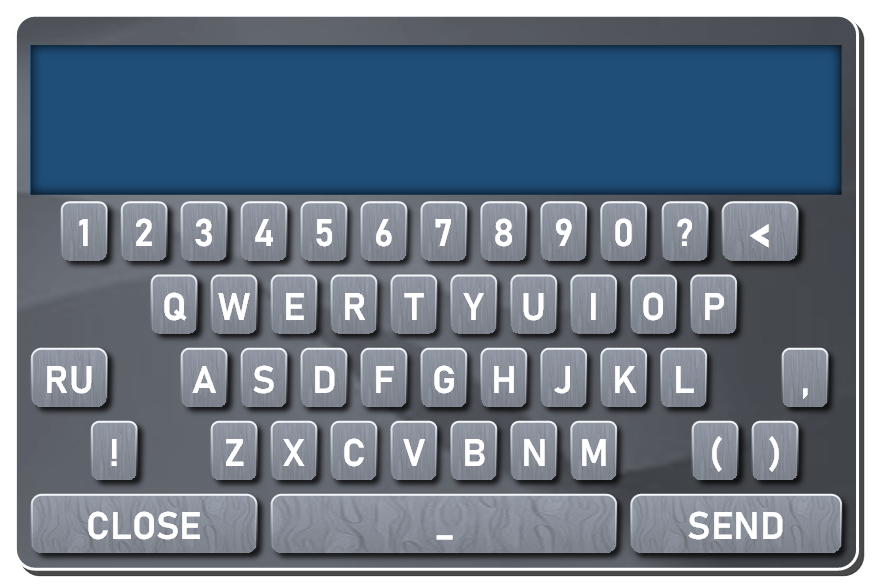 1 2 3 4 5 6 7 8 9 0 ? <
Q W E R T Y U I O P
RU A S D F G H J K L ,
! Z X C V B N M ( )
CLOSE _ SEND